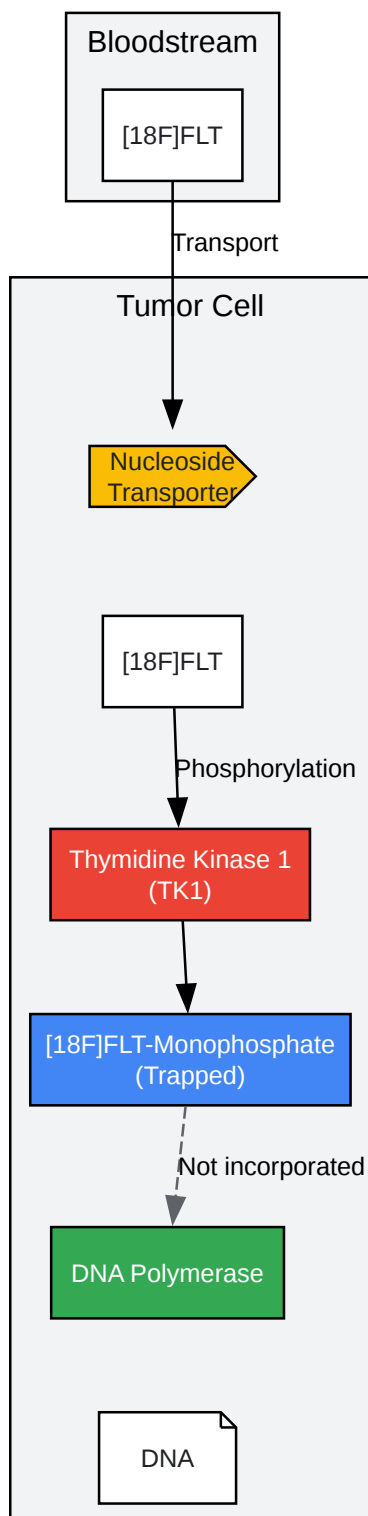 Bloodstream
[18F]FLT
Transport
Tumor Cell
Nucleoside
Transporter
[18F]FLT
Phosphorylation
Thymidine Kinase 1
(TK1)
[18F]FLT-Monophosphate
(Trapped)
Not incorporated
DNA Polymerase
DNA